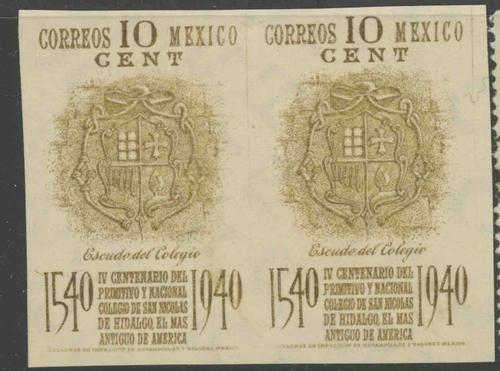 CORREOS 10 MEXICO
CENT
Escudo del Colegio
1540 1940
IV CENTENARIO DEL
PRIMITIVO Y NACIONAL
COLEGIO DE SAN NICOLAS
DE HIDALGO, EL MAS
ANTIGUO DE AMERICA
CORREOS 10 MEXICO
CENT
Escudo del Colegio
1540 1940
IV CENTENARIO DEL
PRIMITIVO Y NACIONAL
COLEGIO DE SAN NICOLAS
DE HIDALGO, EL MAS
ANTIGUO DE AMERICA